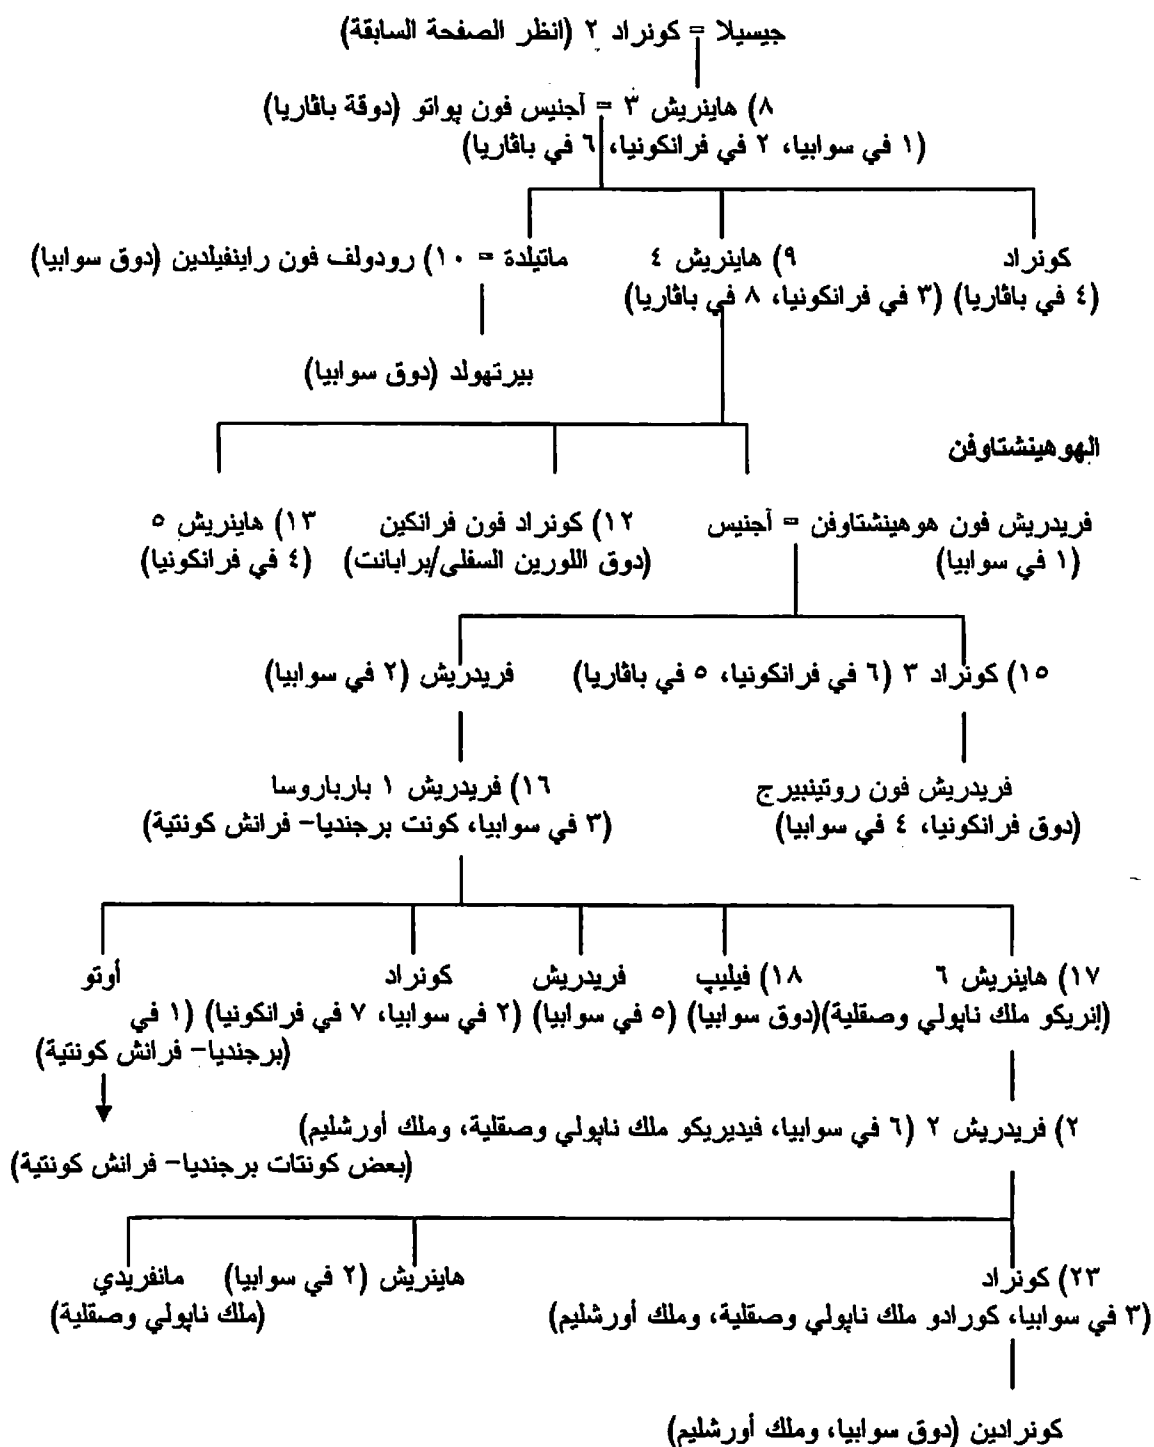 جيسيلا = كونراد ٢ (انظر الصفحة السابقة)
٨) هاينريش ٣ = آجنيس فون پواتو (دوقة باڤاريا)
(١ في سوابيا، ٢ في فرانكونيا، ٦ في باڤاريا)
كونراد
٩) هاينريش ٤
ماتيلدة = ١٠) رودولف فون راينفيلدين (دوق سوابيا)
(٤ في باڤاريا) (٣ في فرانكونيا، ٨ في باڤاريا)
بيرتهولد (دوق سوابيا)
الهوهينشتاوفن
فريدريش فون هوهينشتاوفن = آجنيس
١٢) كونراد فون فرانكين
١٣) هاينريش ٥
(١ في سوابيا)
(دوق اللورين السفلى/برابانت)
(٤ في فرانكونيا)
١٥) كونراد ٣ (٦ في فرانكونيا، ٥ في باڤاريا)
فريدريش (٢ في سوابيا)
فريدريش فون روتينبيرج
١٦) فريدريش ١ بارباروسا
(دوق فرانكونيا، ٤ في سوابيا)
(٣ في سوابيا، كونت برجنديا- فرانش كونتية)
١٧) هاينريش ٦
١٨) فيليپ
فريدريش
كونراد
أوتو
(إنريكو ملك ناپولي وصقلية)(دوق سوابيا) (٥ في سوابيا) (٢ في سوابيا، ٧ في فرانكونيا) (١ في
برجنديا- فرانش كونتية)
٢) فريدريش ٢ (٦ في سوابيا، فيديريكو ملك ناپولي وصقلية، وملك أورشليم)
(بعض كونتات برجنديا- فرانش كونتية)
٢٣) كونراد
هاينريش (٢ في سوابيا)
مانفريدي
(٣ في سوابيا، كورادو ملك ناپولي وصقلية، وملك أورشليم)
(ملك ناپولي وصقلية)
كونرادين (دوق سوابيا، وملك أورشليم)